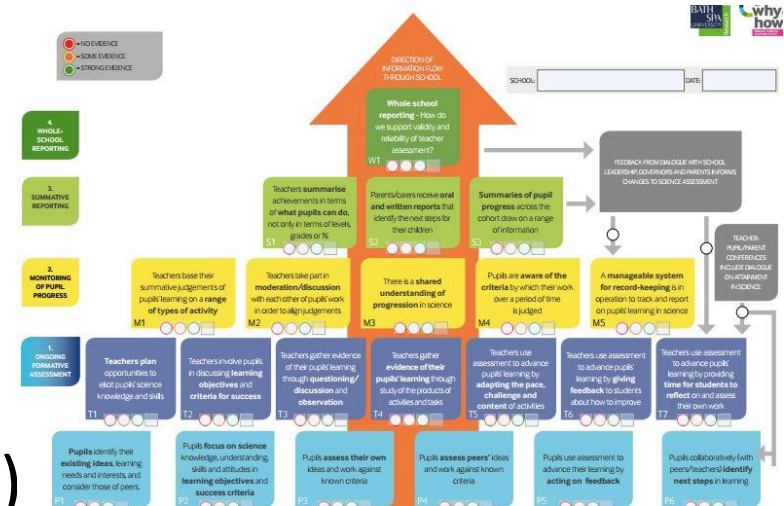 BATH
SPA
UNIVERSITY
why
how
= NO EVIDENCE
= SOME EVIDENCE
= STRONG EVIDENCE
DIRECTION OF
INFORMATION FLOW
THROUGH SCHOOL
SCHOOL:
DATE:
4.
WHOLE-
SCHOOL
REPORTING
Whole school
reporting - How do
we support validity and
reliability of teacher
assessment?
W1
FEEDBACK FROM DIALOGUE WITH SCHOOL
LEADERSHIP, GOVERNORS AND PARENTS INFORMS
CHANGES TO SCIENCE ASSESSMENT
3.
SUMMATIVE
REPORTING
Teachers summarise
achievements in terms
of what pupils can do,
not only in terms of levels,
grades or %
S1
Parents/carers receive oral
and written reports that
identify the next steps for
their children
S2
Summaries of pupil
progress across the
cohort draw on a range
of information
S3
TEACHER-
PUPIL/PARENT
CONFERENCES
INCLUDE DIALOGUE
ON ATTAINMENT
IN SCIENCE
2.
MONITORING
OF PUPIL
PROGRESS
Teachers base their
summative judgements of
pupils' learning on a range
of types of activity
M1
Teachers take part in
moderation/discussion
with each other of pupils' work
in order to align judgements
M2
There is a shared
understanding of
progression in science
M3
Pupils are aware of the
criteria by which their work
over a period of time
is judged
M4
A manageable system
for record-keeping is in
operation to track and report
on pupils' learning in science
M5
1.
ONGOING
FORMATIVE
ASSESSMENT
Teachers plan
opportunities to
elicit pupils' science
knowledge and skills
T1
Teachers involve pupils
in discussing learning
objectives and
criteria for success
T2
Teachers gather evidence
of their pupils' learning
through questioning/
discussion and
observation
T3
Teachers gather
evidence of their
pupils' learning through
study of the products of
activities and tasks
T4
Teachers use
assessment to advance
pupils' learning by
adapting the pace,
challenge and
content of activities
T5
Teachers use assessment
to advance pupils'
learning by giving
feedback to students
about how to improve
T6
Teachers use assessment
to advance pupils'
learning by providing
time for students to
reflect on and assess
their own work
T7
Pupils identify their
existing ideas, learning
needs and interests, and
consider those of peers.
P1
Pupils focus on science
knowledge, understanding,
skills and attitudes in
learning objectives and
success criteria
P2
Pupils assess their own
ideas and work against
known criteria
P3
Pupils assess peers' ideas
and work against known
criteria
P4
Pupils use assessment
to advance their learning by
acting on feedback
P5
Pupils collaboratively (with
peers/teachers) identify
next steps in learning
P6
)